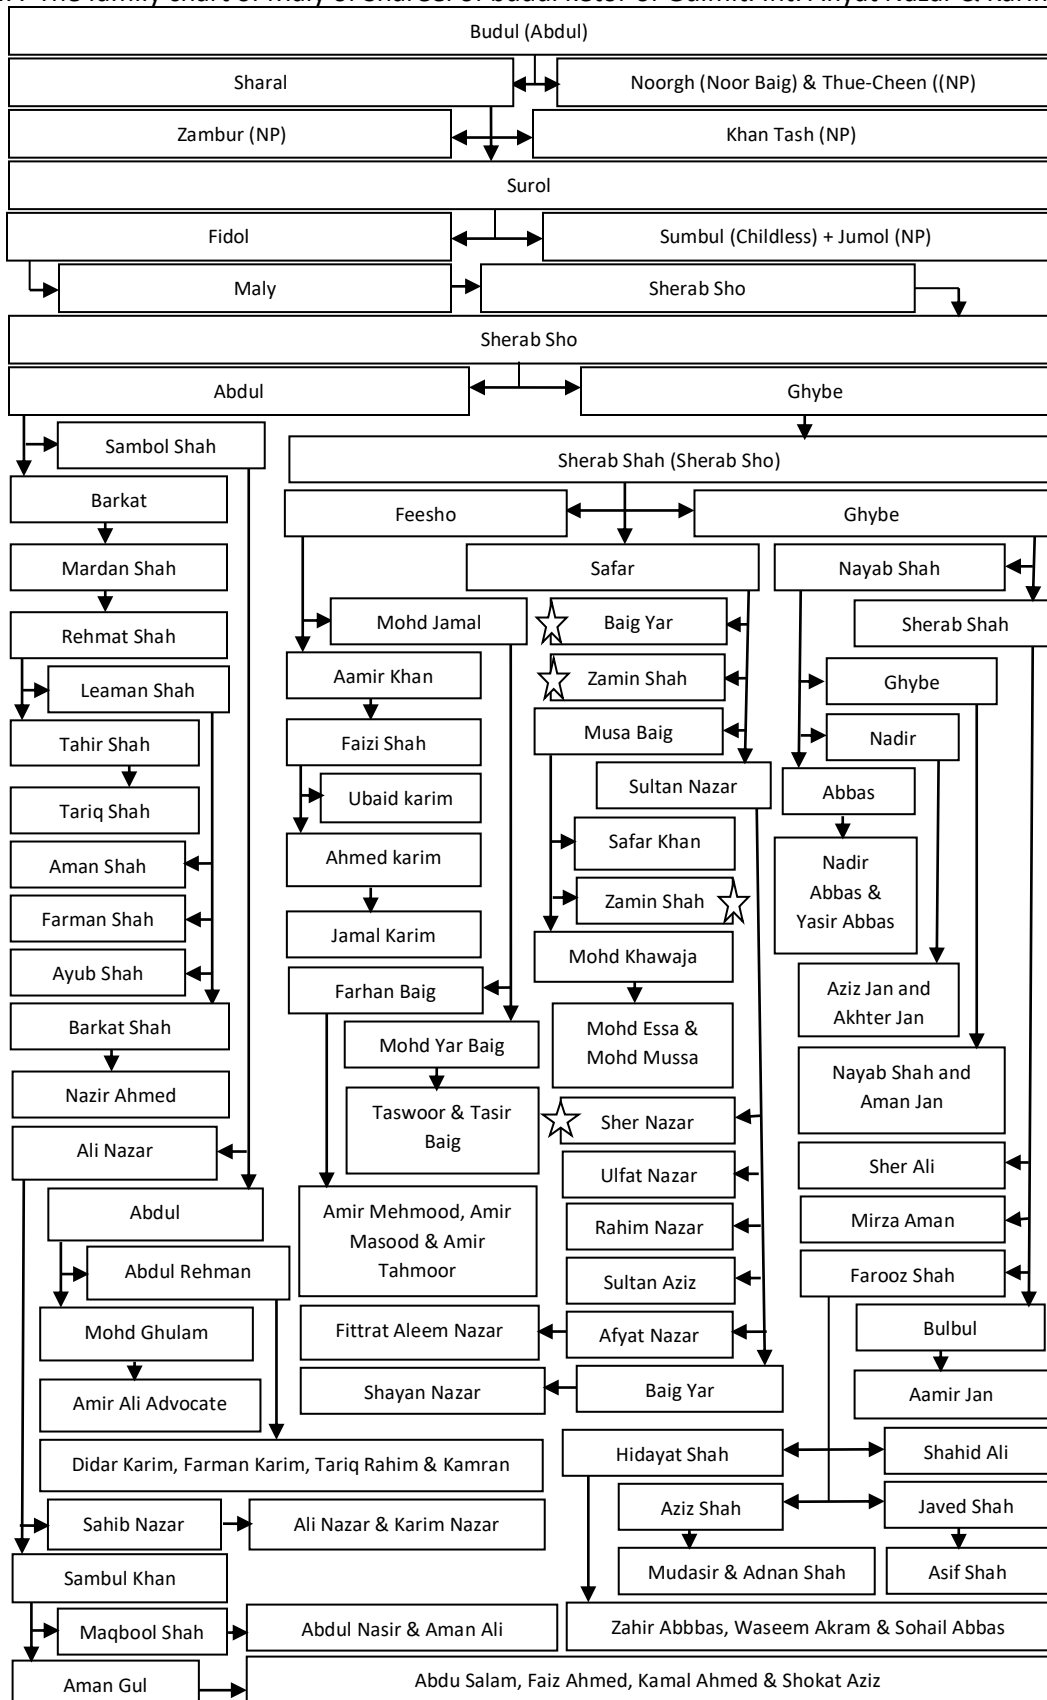 The family chart of Maly of Shareel of budul
Budul (Abdul)
Sharal
Noorgh (Noor Baig) & Thue-Cheen ((NP)
Zambur (NP)
Khan Tash (NP)
Surol
Fidol
Sumbul (Childless) + Jumol (NP)
Maly
Sherab Sho
Sherab Sho
Abdul
Ghybe
Sambol Shah
Sherab Shah (Sherab Sho)
Barkat
Feesho
Ghybe
Mardan Shah
Safar
Nayab Shah
Rehmat Shah
Mohd Jamal
Baig Yar
Sherab Shah
Leaman Shah
Aamir Khan
Zamin Shah
Ghybe
Tahir Shah
Faizi Shah
Musa Baig
Nadir
Tariq Shah
Ubaid karim
Sultan Nazar
Abbas
Aman Shah
Ahmed karim
Safar Khan
Nadir
Abbas &
Yasir Abbas
Farman Shah
Jamal Karim
Zamin Shah
Ayub Shah
Farhan Baig
Mohd Khawaja
Aziz Jan and
Akhter Jan
Barkat Shah
Mohd Yar Baig
Mohd Essa &
Mohd Mussa
Nazir Ahmed
Taswoor & Tasir
Baig
Sher Nazar
Nayab Shah and
Aman Jan
Ali Nazar
Ulfat Nazar
Sher Ali
Abdul
Amir Mehmood, Amir
Masood & Amir
Tahmoor
Rahim Nazar
Mirza Aman
Abdul Rehman
Sultan Aziz
Farooz Shah
Mohd Ghulam
Fittrat Aleem Nazar
Afyat Nazar
Bulbul
Amir Ali Advocate
Shayan Nazar
Baig Yar
Aamir Jan
Didar Karim, Farman Karim, Tariq Rahim & Kamran
Hidayat Shah
Shahid Ali
Sahib Nazar
Ali Nazar & Karim Nazar
Aziz Shah
Javed Shah
Sambul Khan
Mudasir & Adnan Shah
Asif Shah
Maqbool Shah
Abdul Nasir & Aman Ali
Zahir Abbbas, Waseem Akram & Sohail Abbas
Aman Gul
Abdu Salam, Faiz Ahmed, Kamal Ahmed & Shokat Aziz